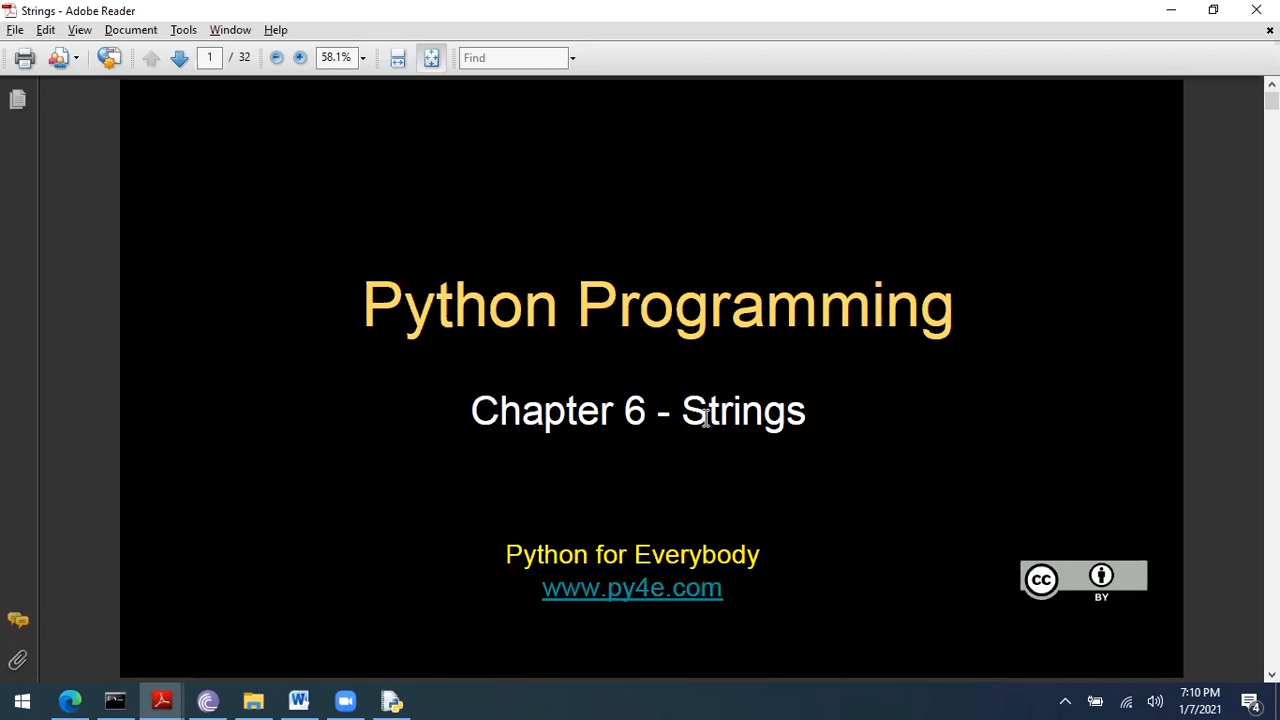 Strings - Adobe Reader
File Edit View Document Tools Window Help
1 / 32 58.1% Find
Python Programming
Chapter 6 - Strings
Python for Everybody
www.py4e.com
cc
BY
W
7:10 PM
1/7/2021
4